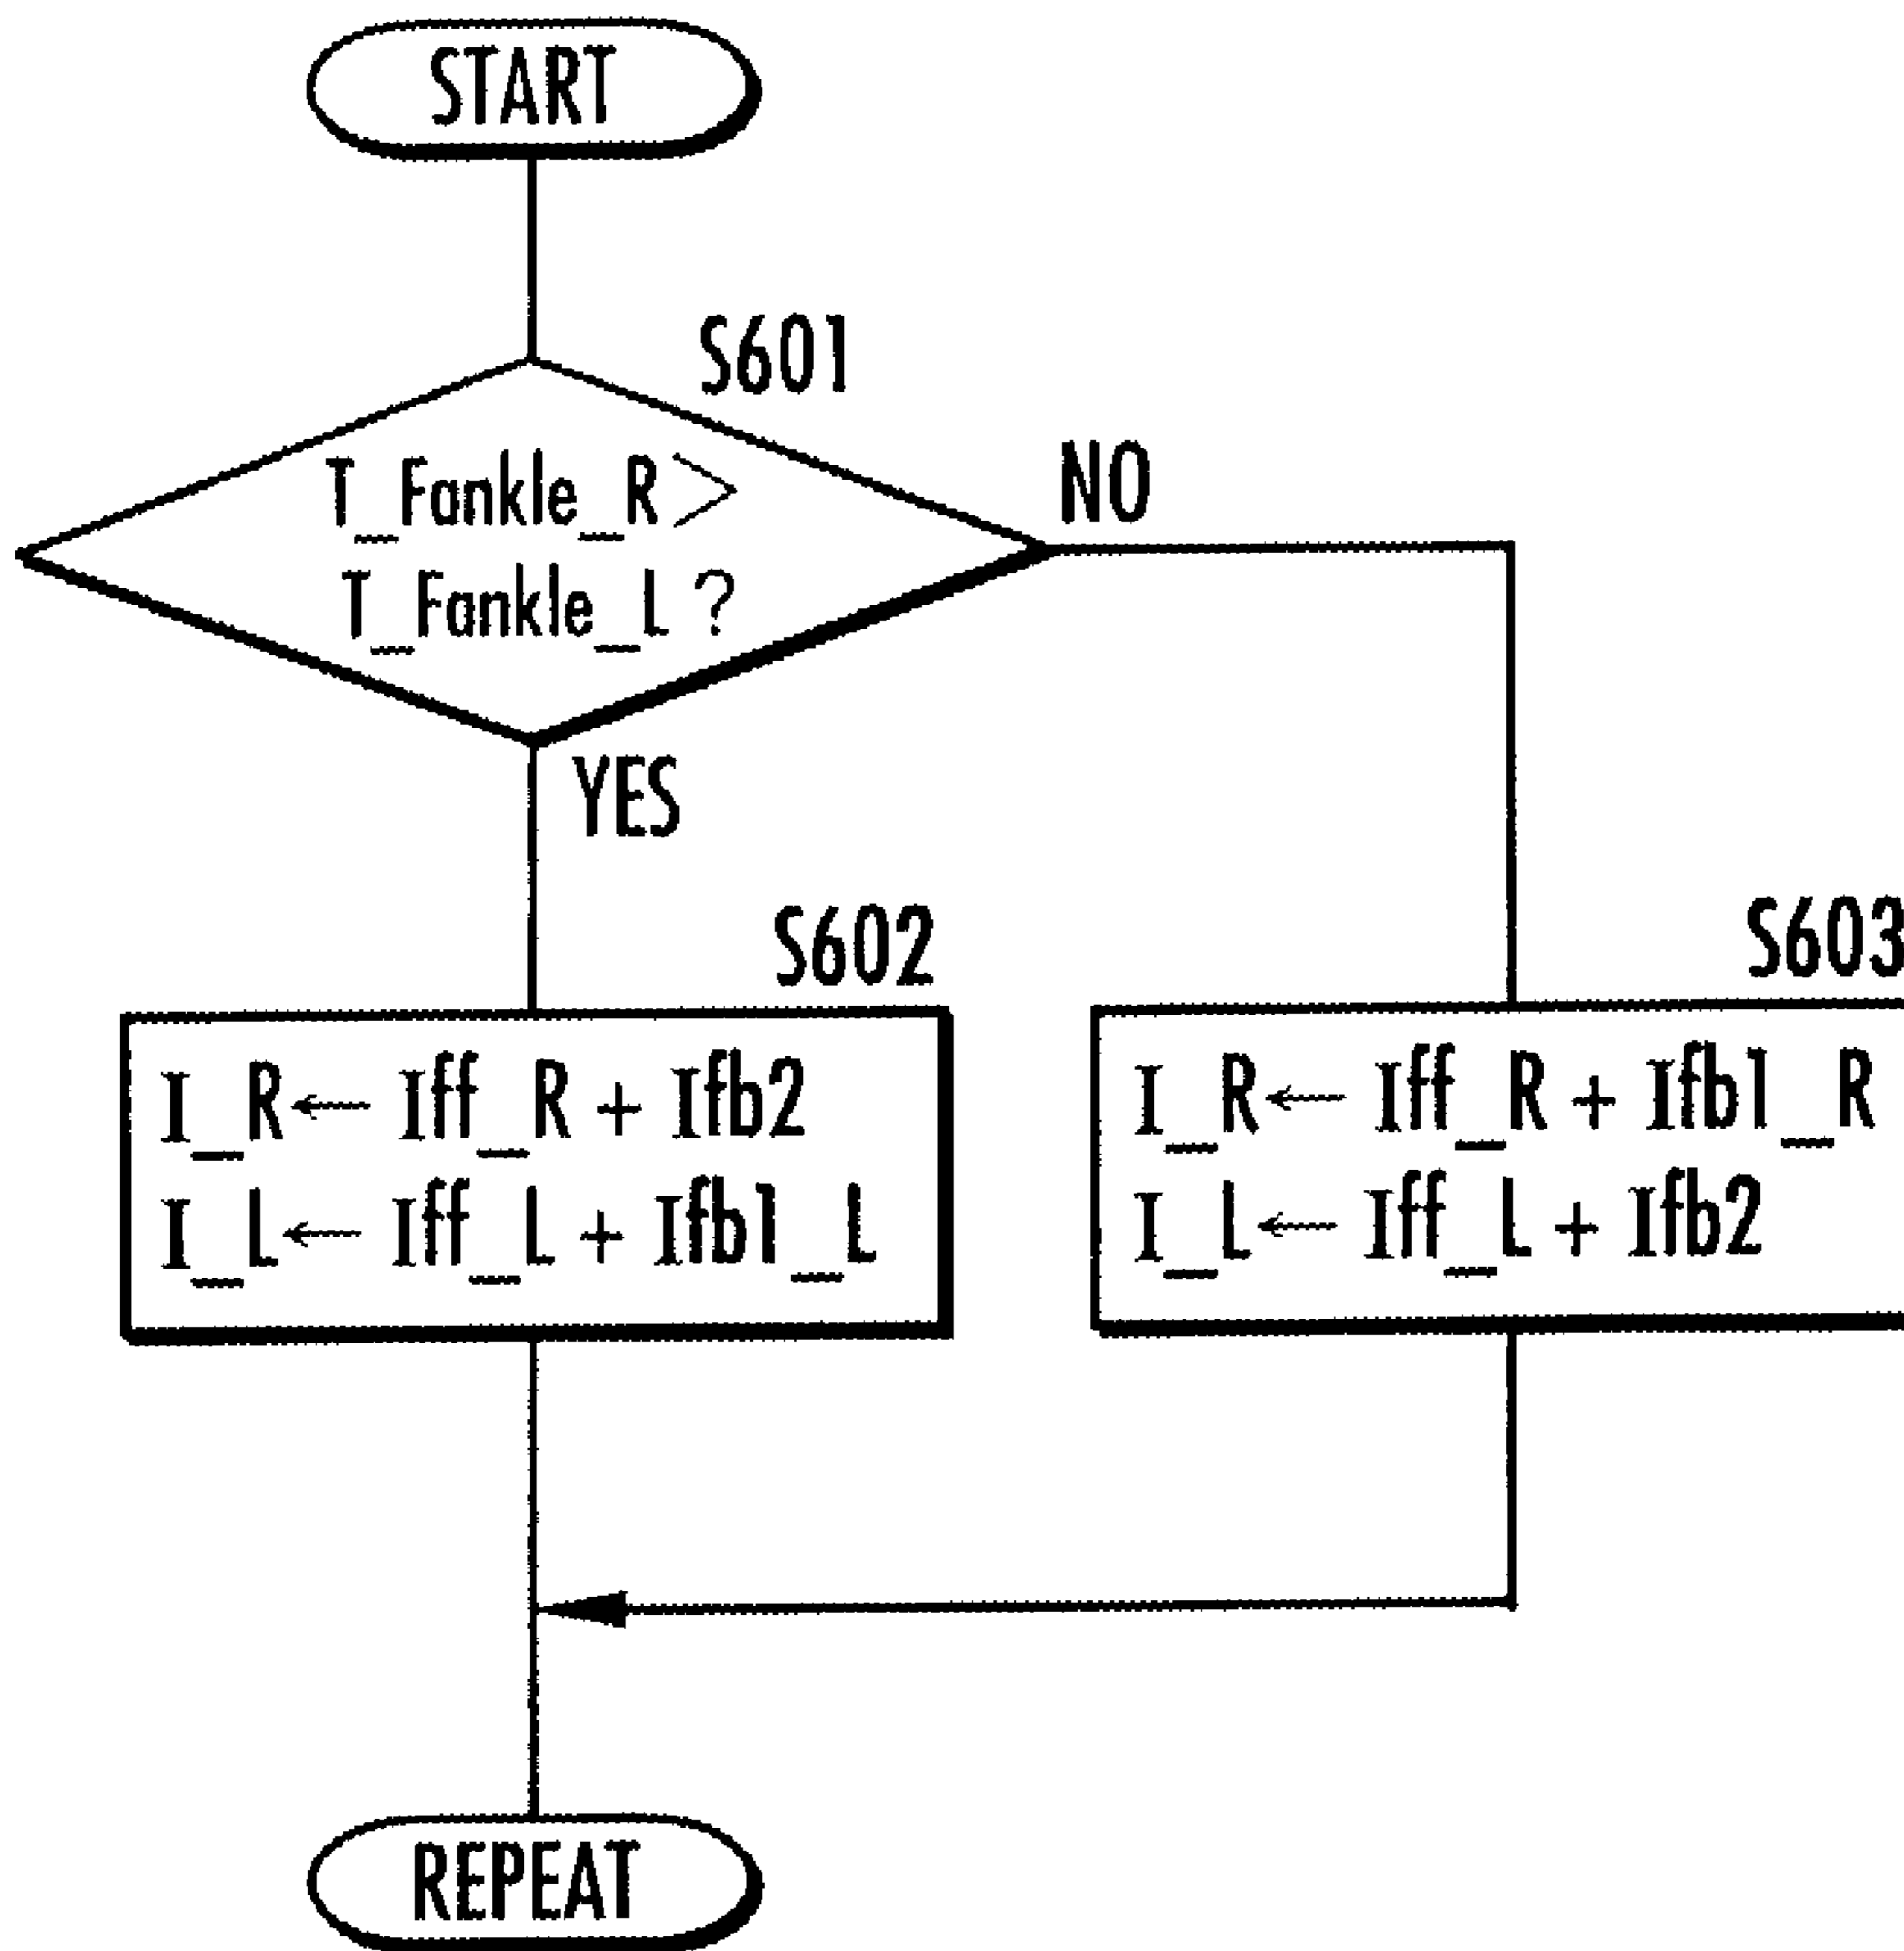 START
S601
T_Fankle_R >
T_Fankle_L ?
NO
YES
S602
I_R← Iff_R + Ifb2
I_L← Iff_L + Ifb1_L
S603
I_R← Iff_R + Ifb1_R
I_L← Iff_L + Ifb2
REPEAT